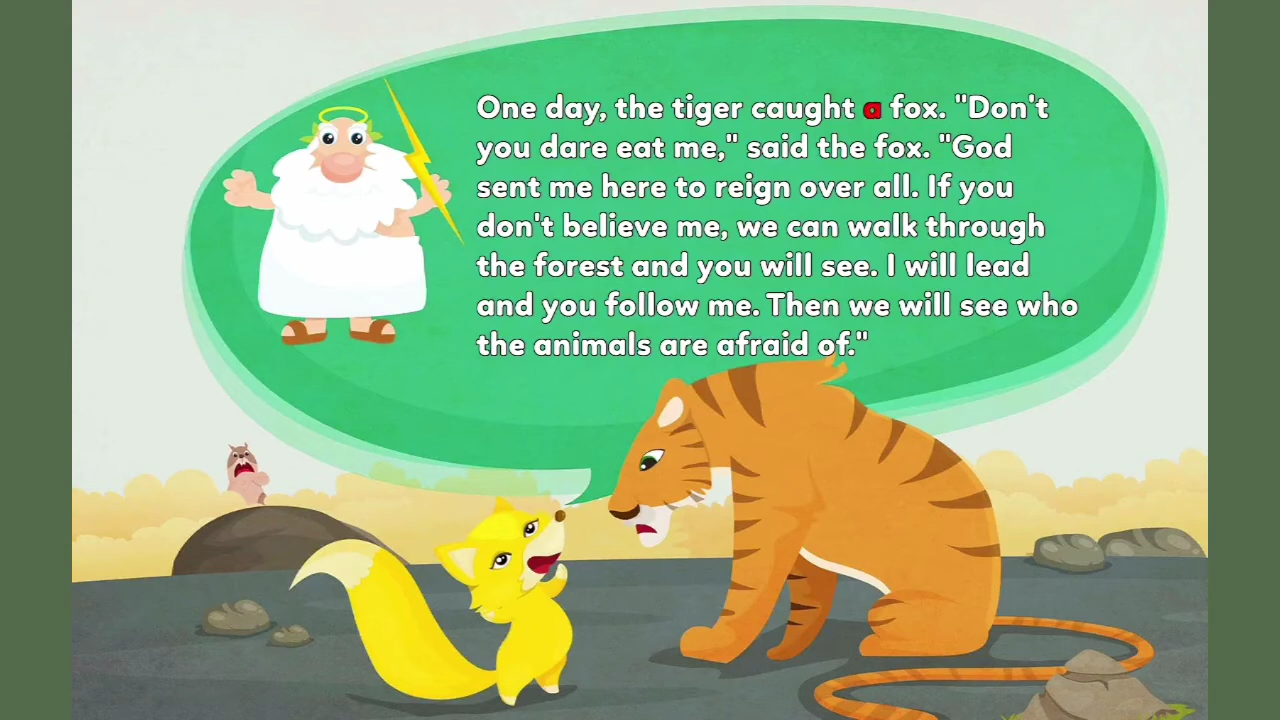 One day, the tiger caught a fox. "Don't
you dare eat me," said the fox. "God
sent me here to reign over all. If you
don't believe me, we can walk through
the forest and you will see. I will lead
and you follow me. Then we will see who
the animals are afraid of."